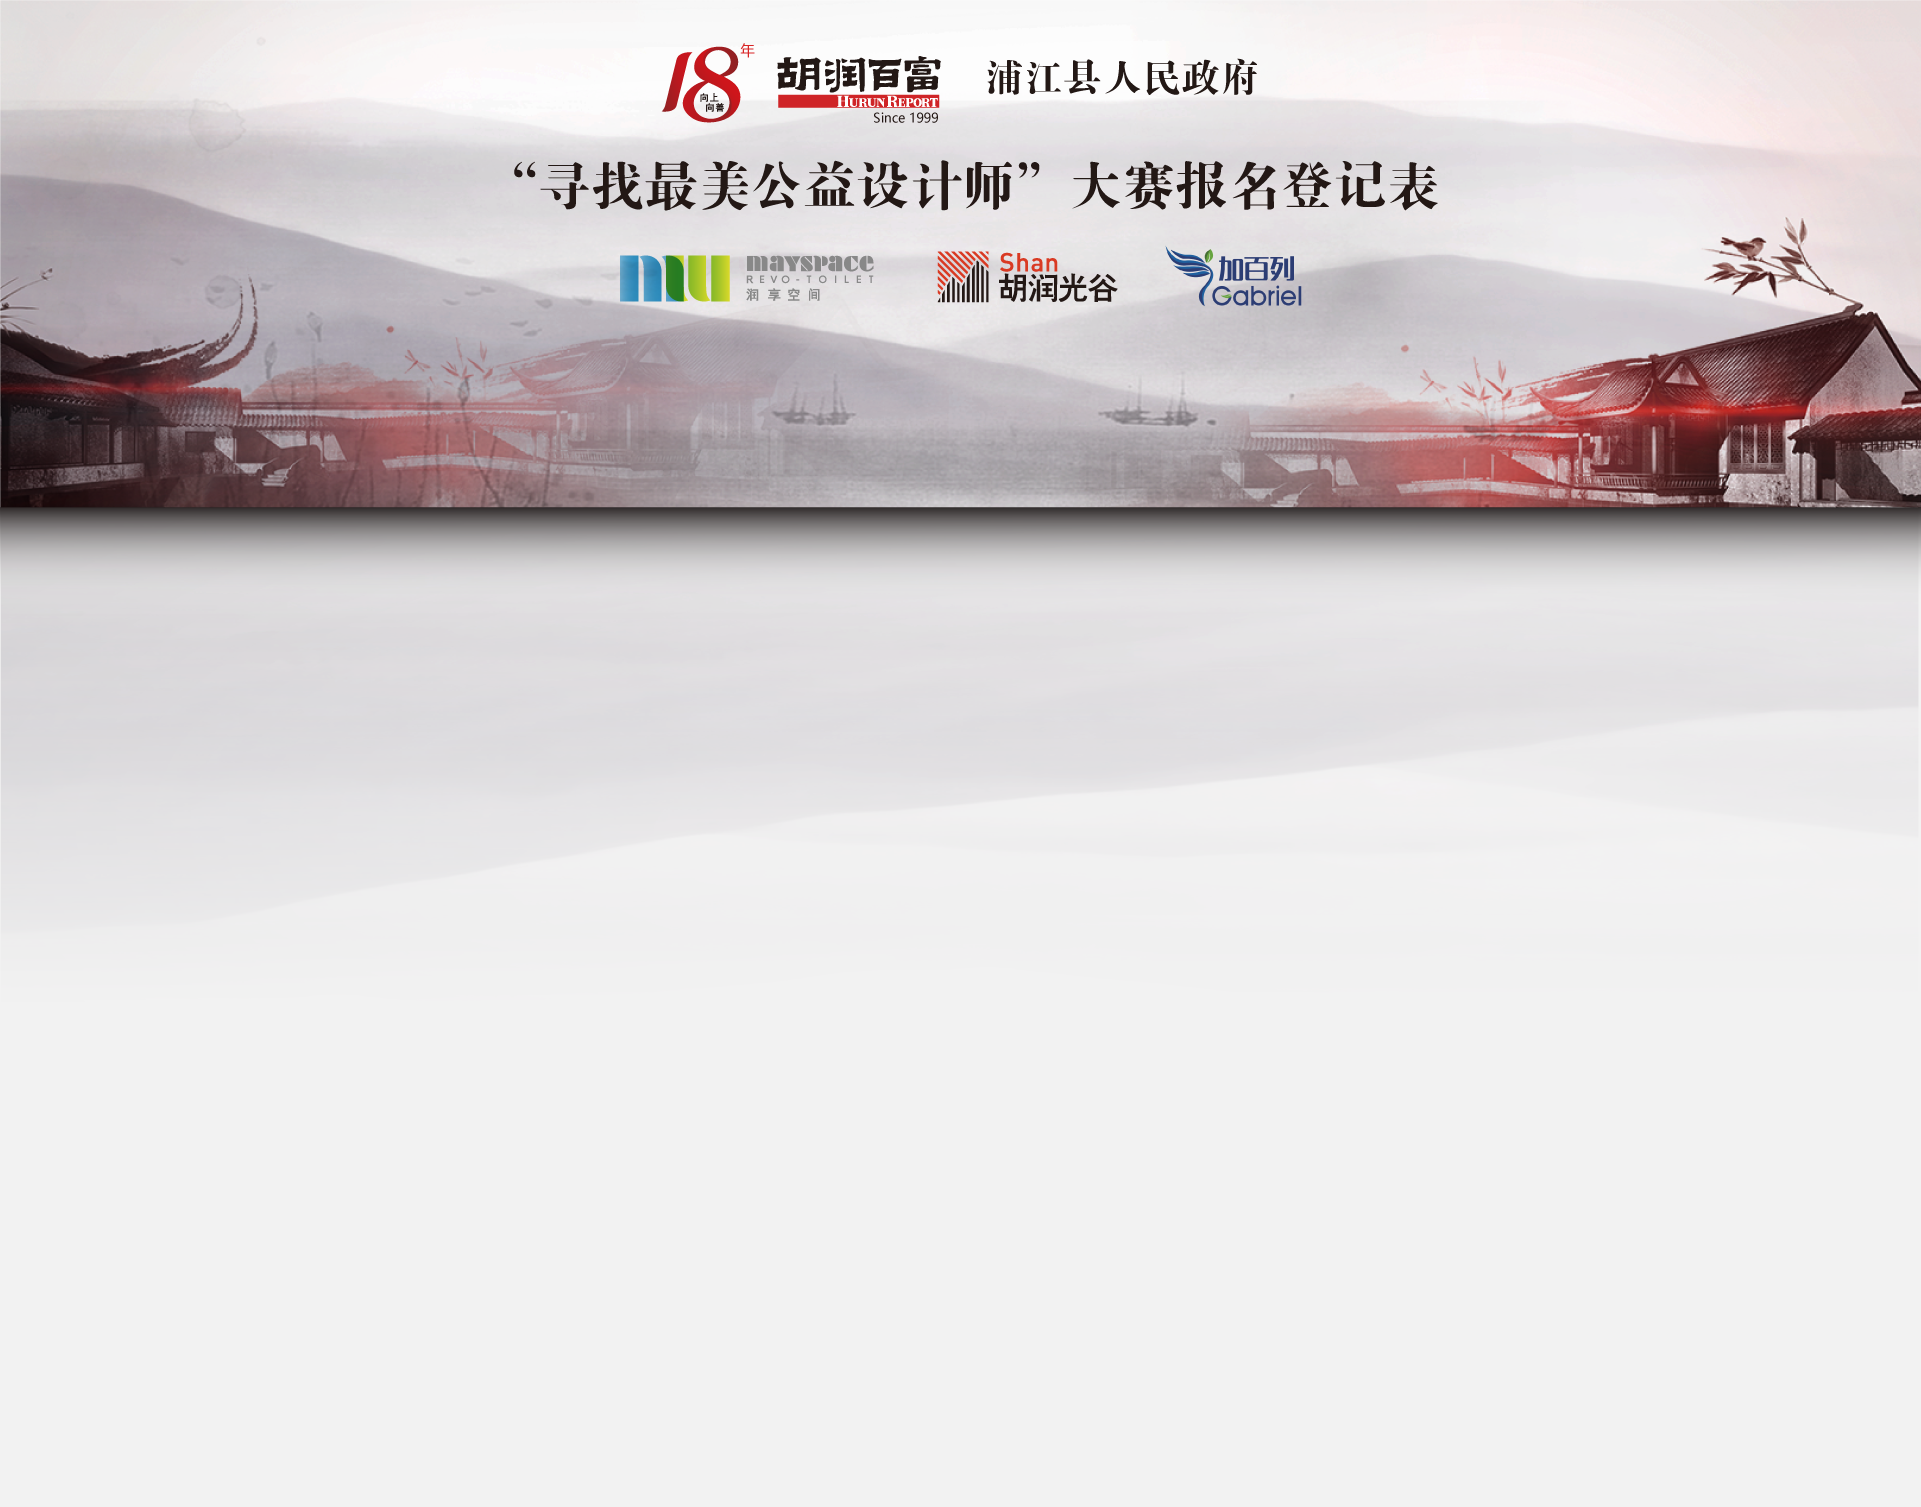 18年
向上
向善
胡润百富
HURUN REPORT
Since 1999
浦江县人民政府
“寻找最美公益设计师”大赛报名登记表
mayspace
REVO-TOILET
润享空间
Shan
胡润光谷
加百列
Gabriel